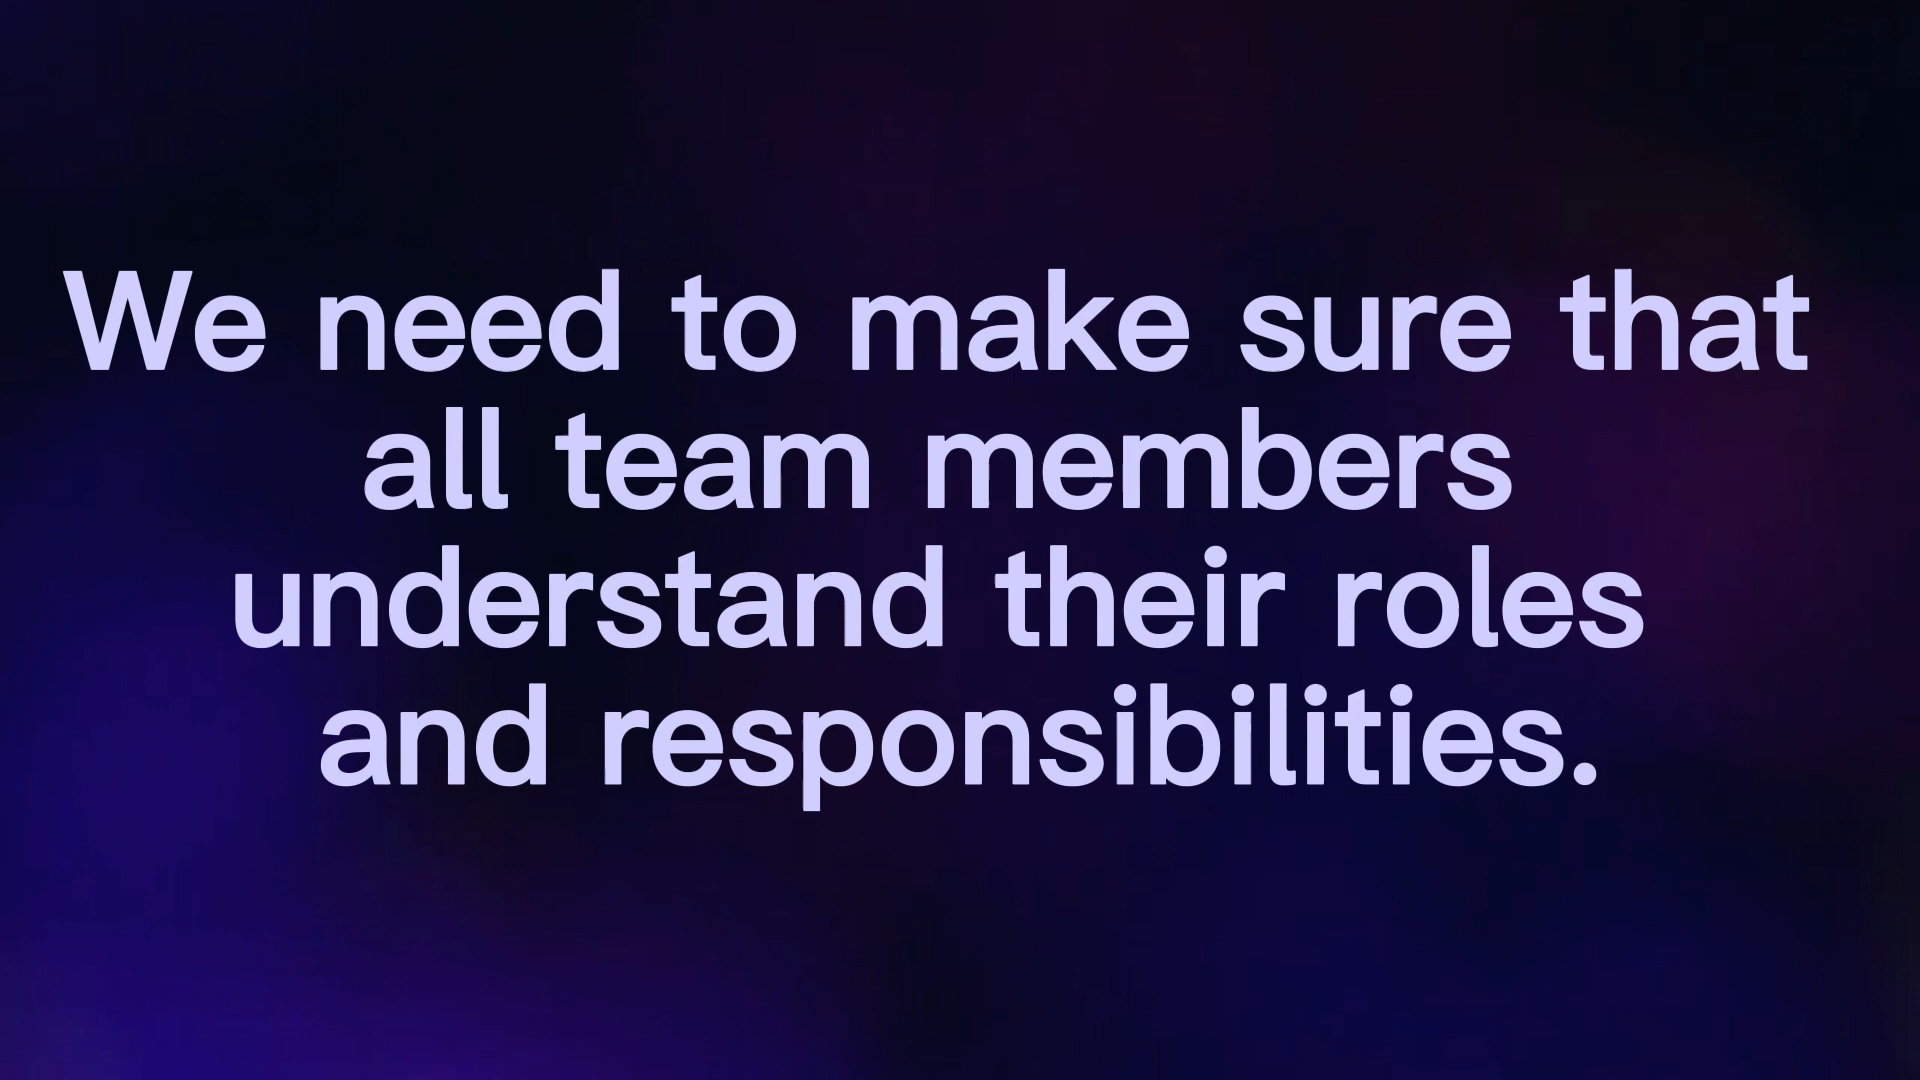 We need to make sure that
all team members
understand their roles
and responsibilities.